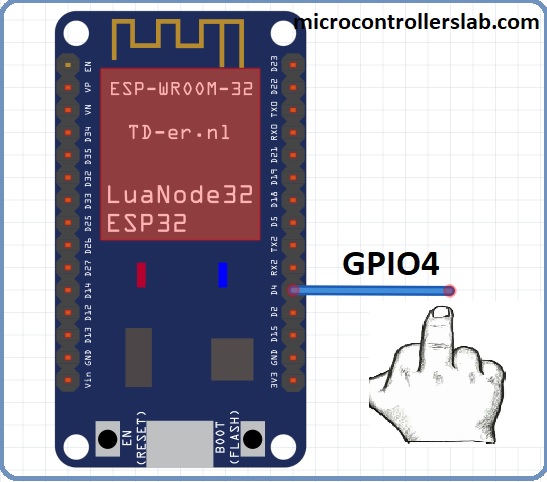 microcontrollerslab.com
ESP-WROOM-32
TD-er.nl
LuaNode32
ESP32
EN
VP
VN
D34
D35
D32
D33
D25
D26
D27
D14
D12
D13
GND
Vin
D23
D22
TX0
RX0
D21
D19
D18
D5
TX2
RX2
D4
D2
D15
GND
3V3
GPIO4
EN
(RESET)
BOOT
(FLASH)